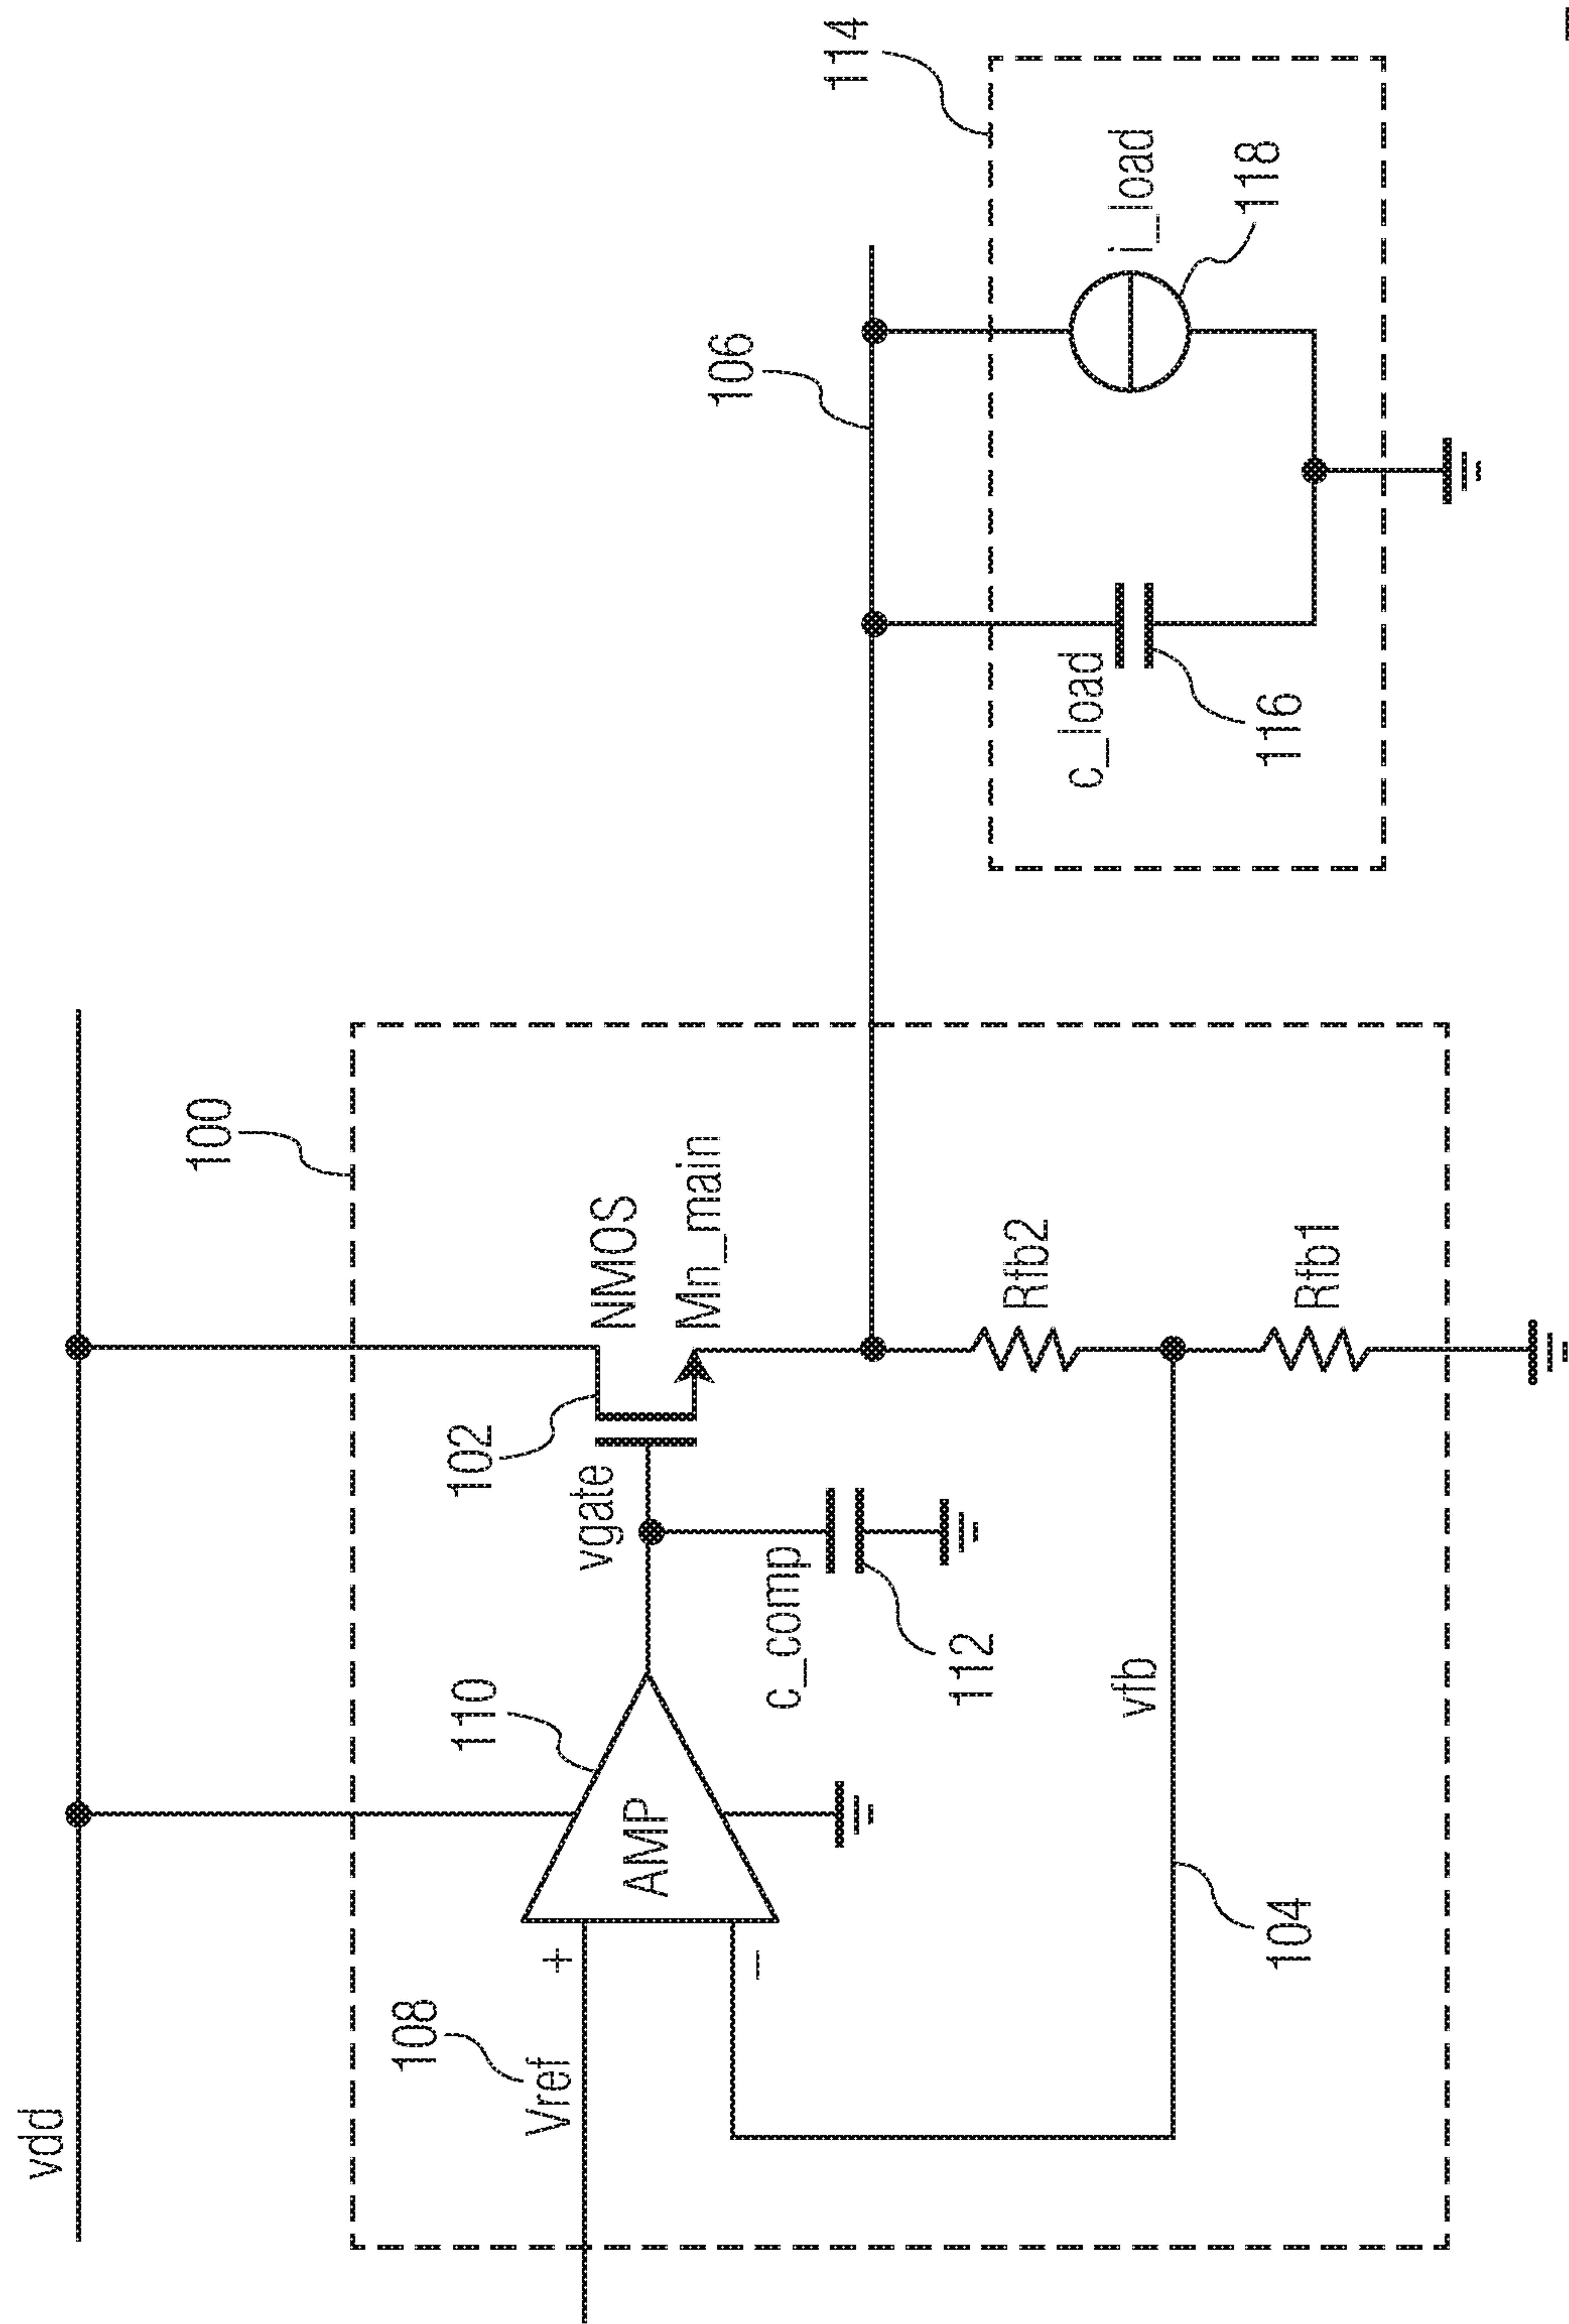 vdd
100
108
Vref
+
−
AMP
110
vgate
102
NMOS
Mn_main
c_comp
112
vfb
104
Rfb2
Rfb1
106
114
c_load
116
i_load
118